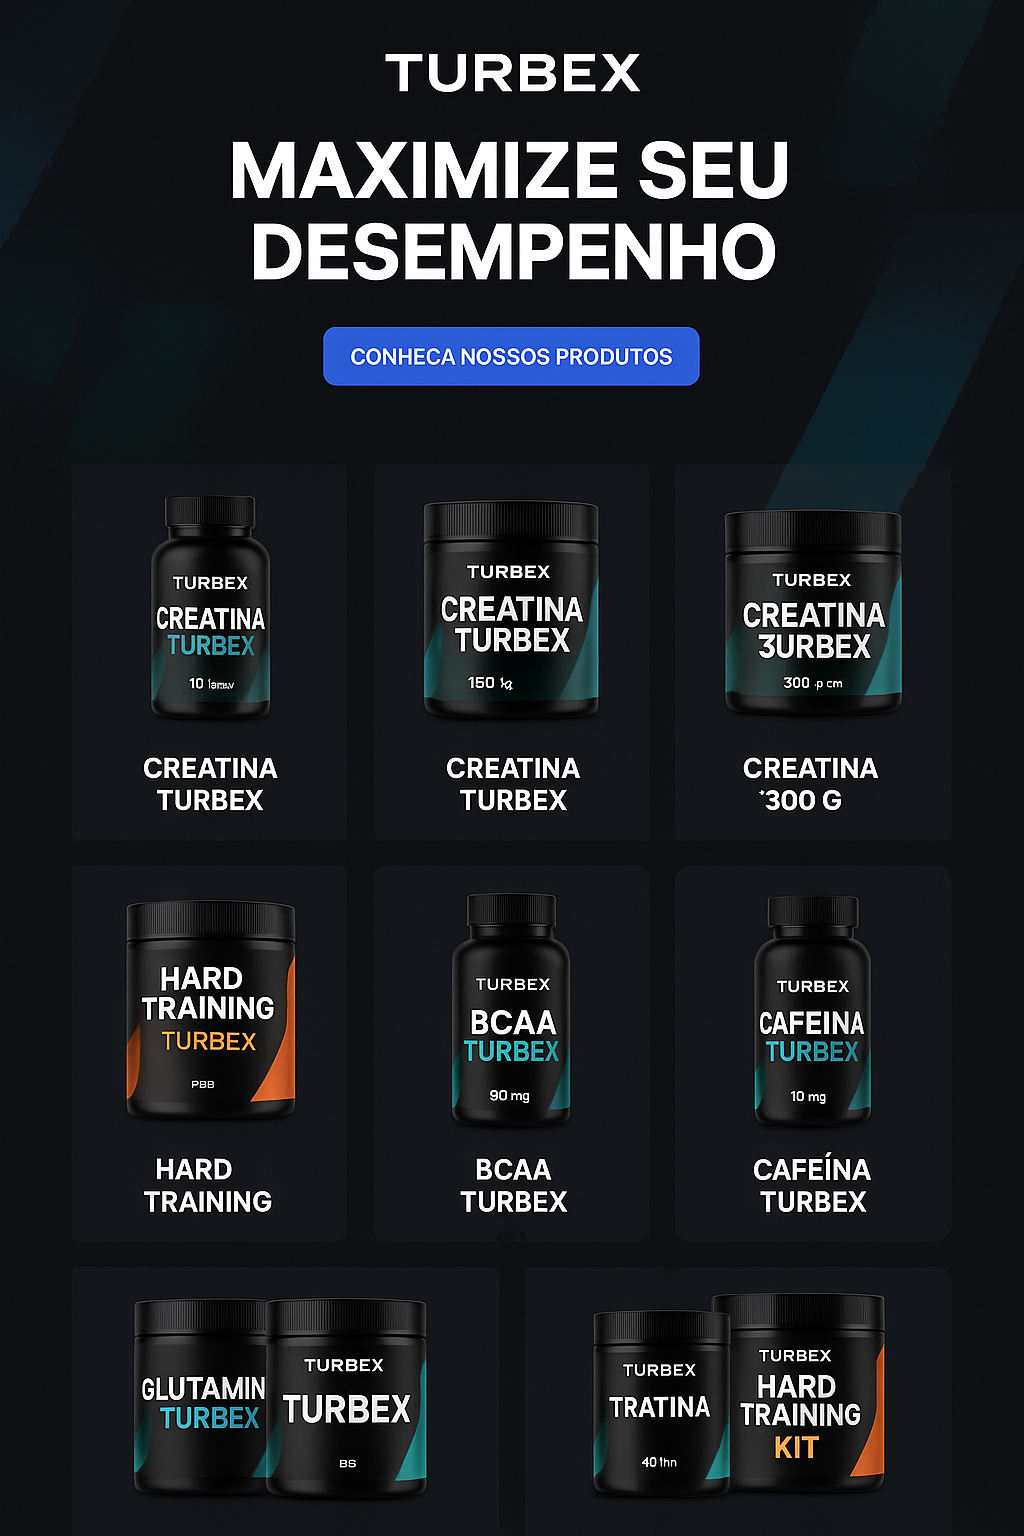 TURBEX
MAXIMIZE SEU
DESEMPENHO
CONHECA NOSSOS PRODUTOS
TURBEX
CREATINA
TURBEX
10
CREATINA
TURBEX
TURBEX
CREATINA
TURBEX
150
CREATINA
TURBEX
TURBEX
CREATINA
3URBEX
300 .p cm
CREATINA
*300 G
HARD
TRAINING
TURBEX
PBB
HARD
TRAINING
TURBEX
BCAA
TURBEX
90 mg
BCAA
TURBEX
TURBEX
CAFEINA
TURBEX
10 mg
CAFEÍNA
TURBEX
GLUTAMIN
TURBEX
TURBEX
TURBEX
BS
TURBEX
TRATINA
40
TURBEX
HARD
TRAINING
KIT